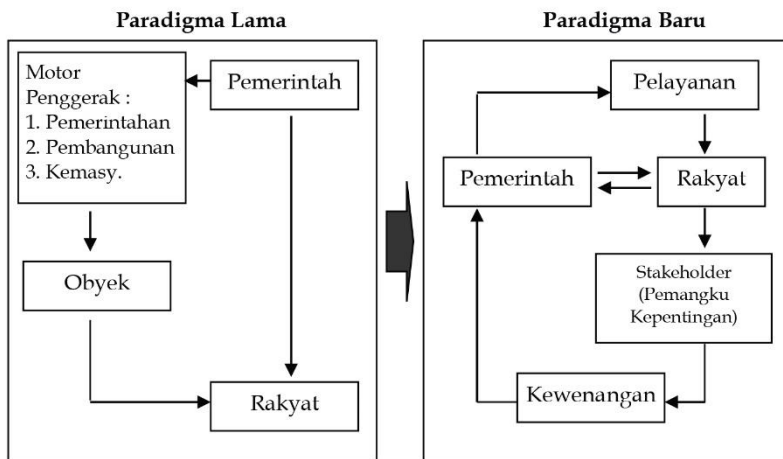 Paradigma Lama
Motor
Penggerak :
1. Pemerintahan
2. Pembangunan
3. Kemasy.
Pemerintah
Obyek
Rakyat
Paradigma Baru
Pelayanan
Pemerintah
Rakyat
Stakeholder
(Pemangku
Kepentingan)
Kewenangan